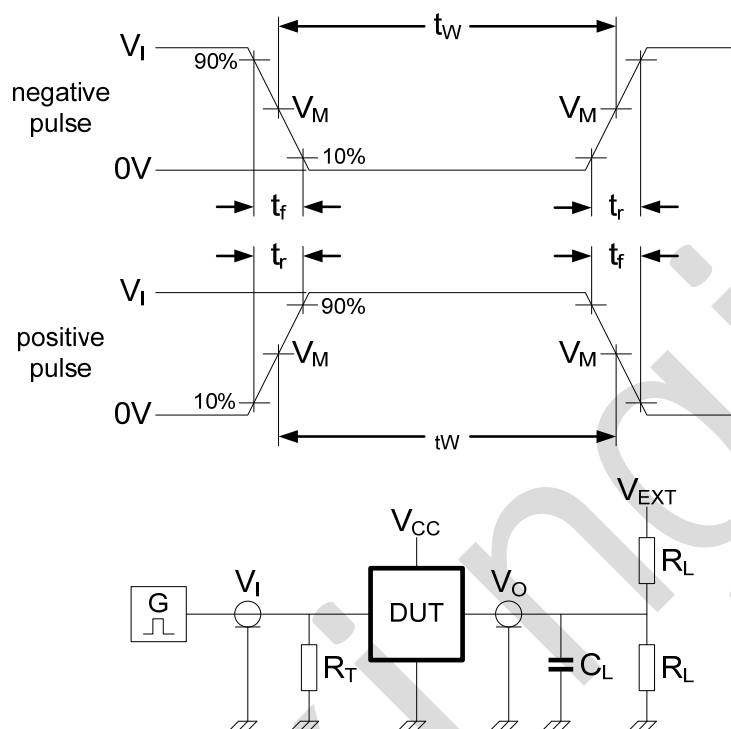 V_I
90%
t_W
negative
pulse
V_M
V_M
10%
0V
t_f
t_r
t_r
t_f
V_I
90%
positive
pulse
V_M
V_M
10%
0V
tW
V_EXT
V_CC
R_L
V_I
V_O
G
DUT
R_T
C_L
R_L